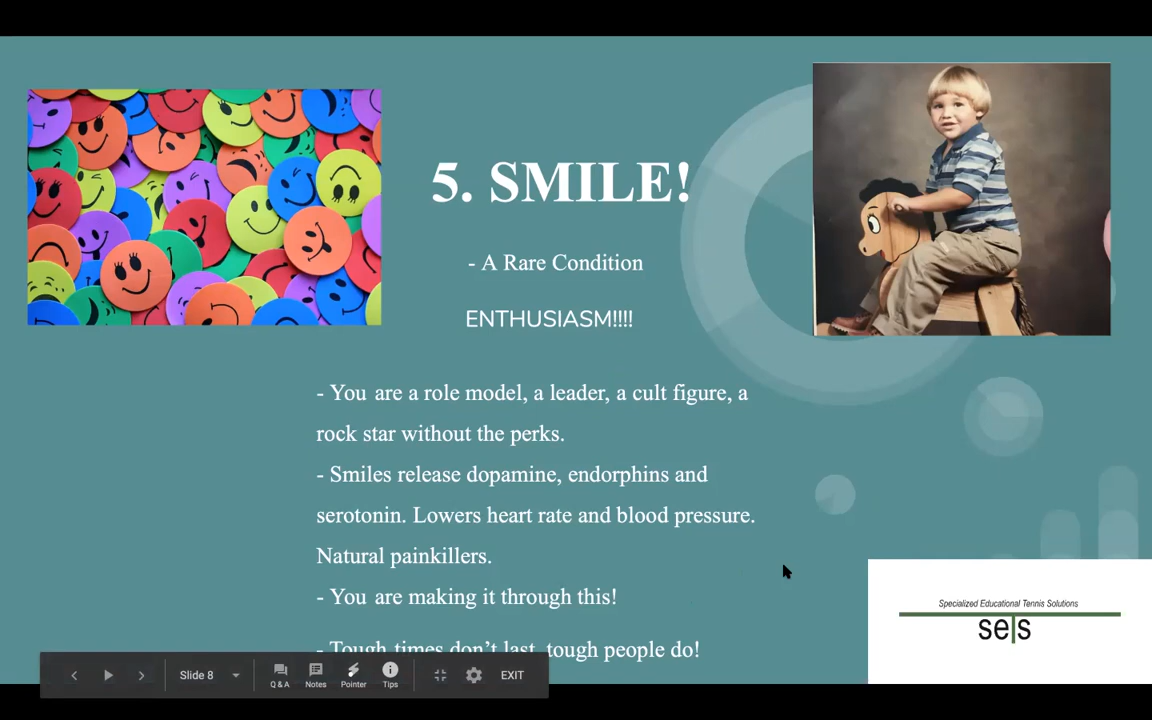 5. SMILE!
- A Rare Condition
ENTHUSIASM!!!!
- You are a role model, a leader, a cult figure, a
rock star without the perks.
- Smiles release dopamine, endorphins and
serotonin. Lowers heart rate and blood pressure.
Natural painkillers.
- You are making it through this!
- Tough times don't last, tough people do!
Specialized Educational Tennis Solutions
sets
Slide 8
Q & A
Notes
Pointer
Tips
EXIT